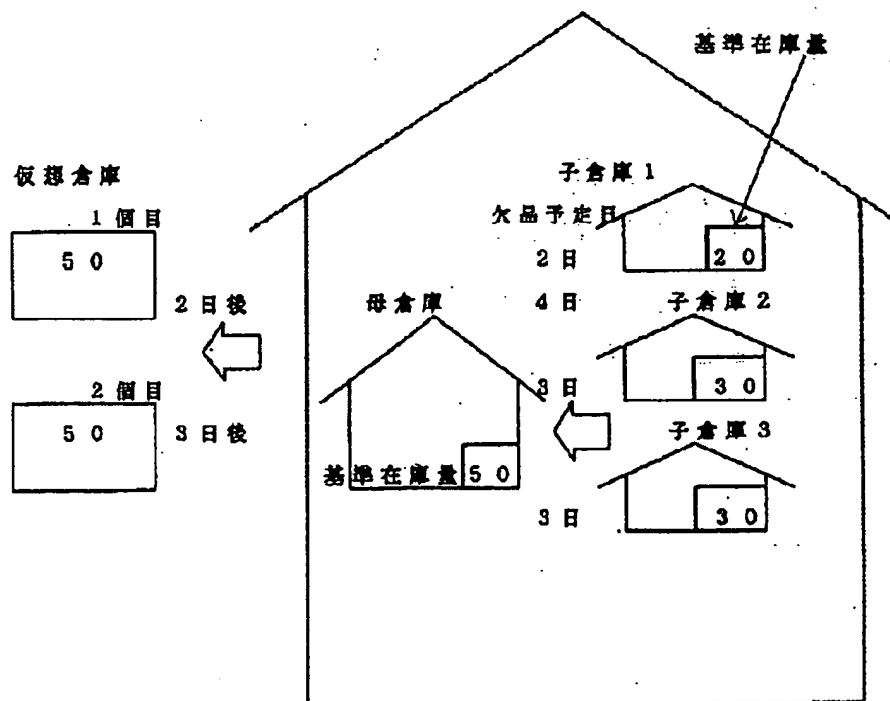 基準在庫量
仮想倉庫
1個目
50
2日後
2個目
50
3日後
母倉庫
基準在庫量50
子倉庫1
欠品予定日
2日
20
4日
子倉庫2
3日
30
子倉庫3
3日
30